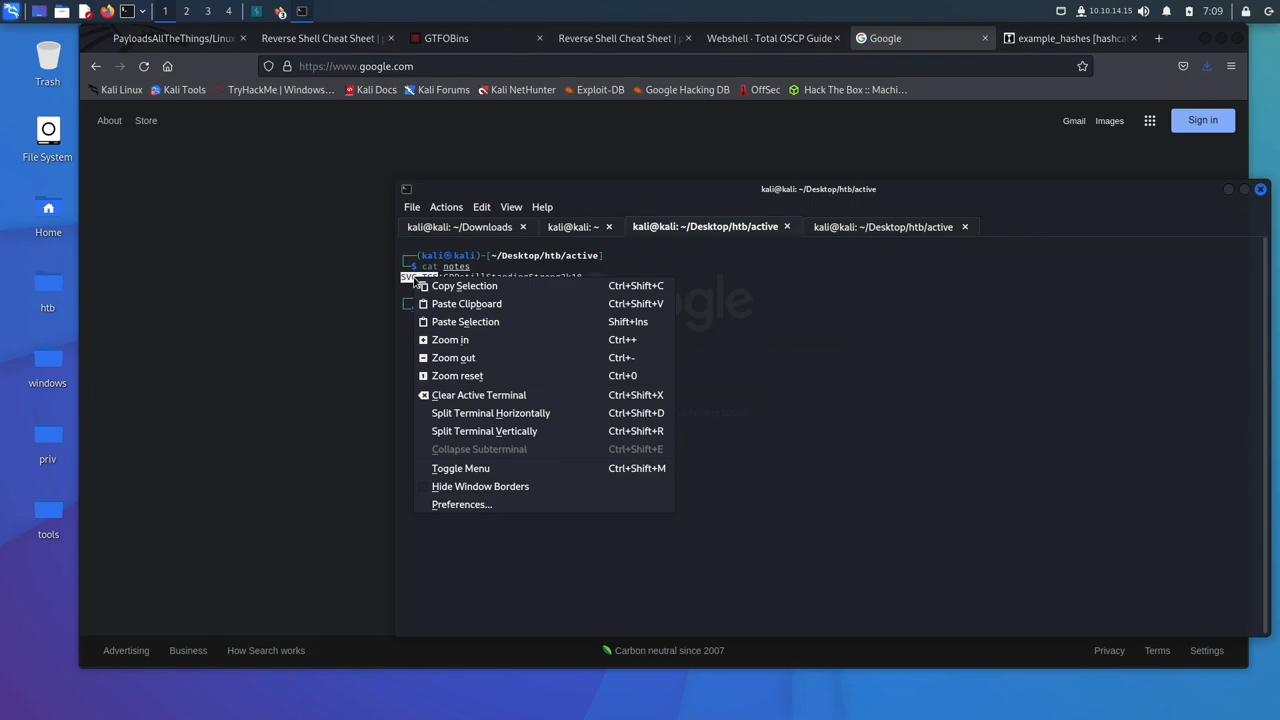 1 2 3 4 10.10.14.15 7:09
PayloadsAllTheThings/Linux Reverse Shell Cheat Sheet | p GTFOBins Reverse Shell Cheat Sheet | p Webshell · Total OSCP Guide Google example_hashes [hashcat
https://www.google.com
Kali Linux Kali Tools TryHackMe | Windows… Kali Docs Kali Forums Kali NetHunter Exploit-DB Google Hacking DB OffSec Hack The Box :: Machi…
About Store Gmail Images Sign in
Trash
File System
Home
htb
windows
priv
tools
kali@kali: ~/Desktop/htb/active
File Actions Edit View Help
kali@kali: ~/Downloads kali@kali: ~ kali@kali: ~/Desktop/htb/active kali@kali: ~/Desktop/htb/active
(kali㉿kali)-[~/Desktop/htb/active]
$ cat notes
Copy Selection Ctrl+Shift+C
Paste Clipboard Ctrl+Shift+V
Paste Selection Shift+Ins
Zoom in Ctrl++
Zoom out Ctrl+-
Zoom reset Ctrl+0
Clear Active Terminal Ctrl+Shift+X
Split Terminal Horizontally Ctrl+Shift+D
Split Terminal Vertically Ctrl+Shift+R
Collapse Subterminal Ctrl+Shift+E
Toggle Menu Ctrl+Shift+M
Hide Window Borders
Preferences...
Advertising Business How Search works Carbon neutral since 2007 Privacy Terms Settings